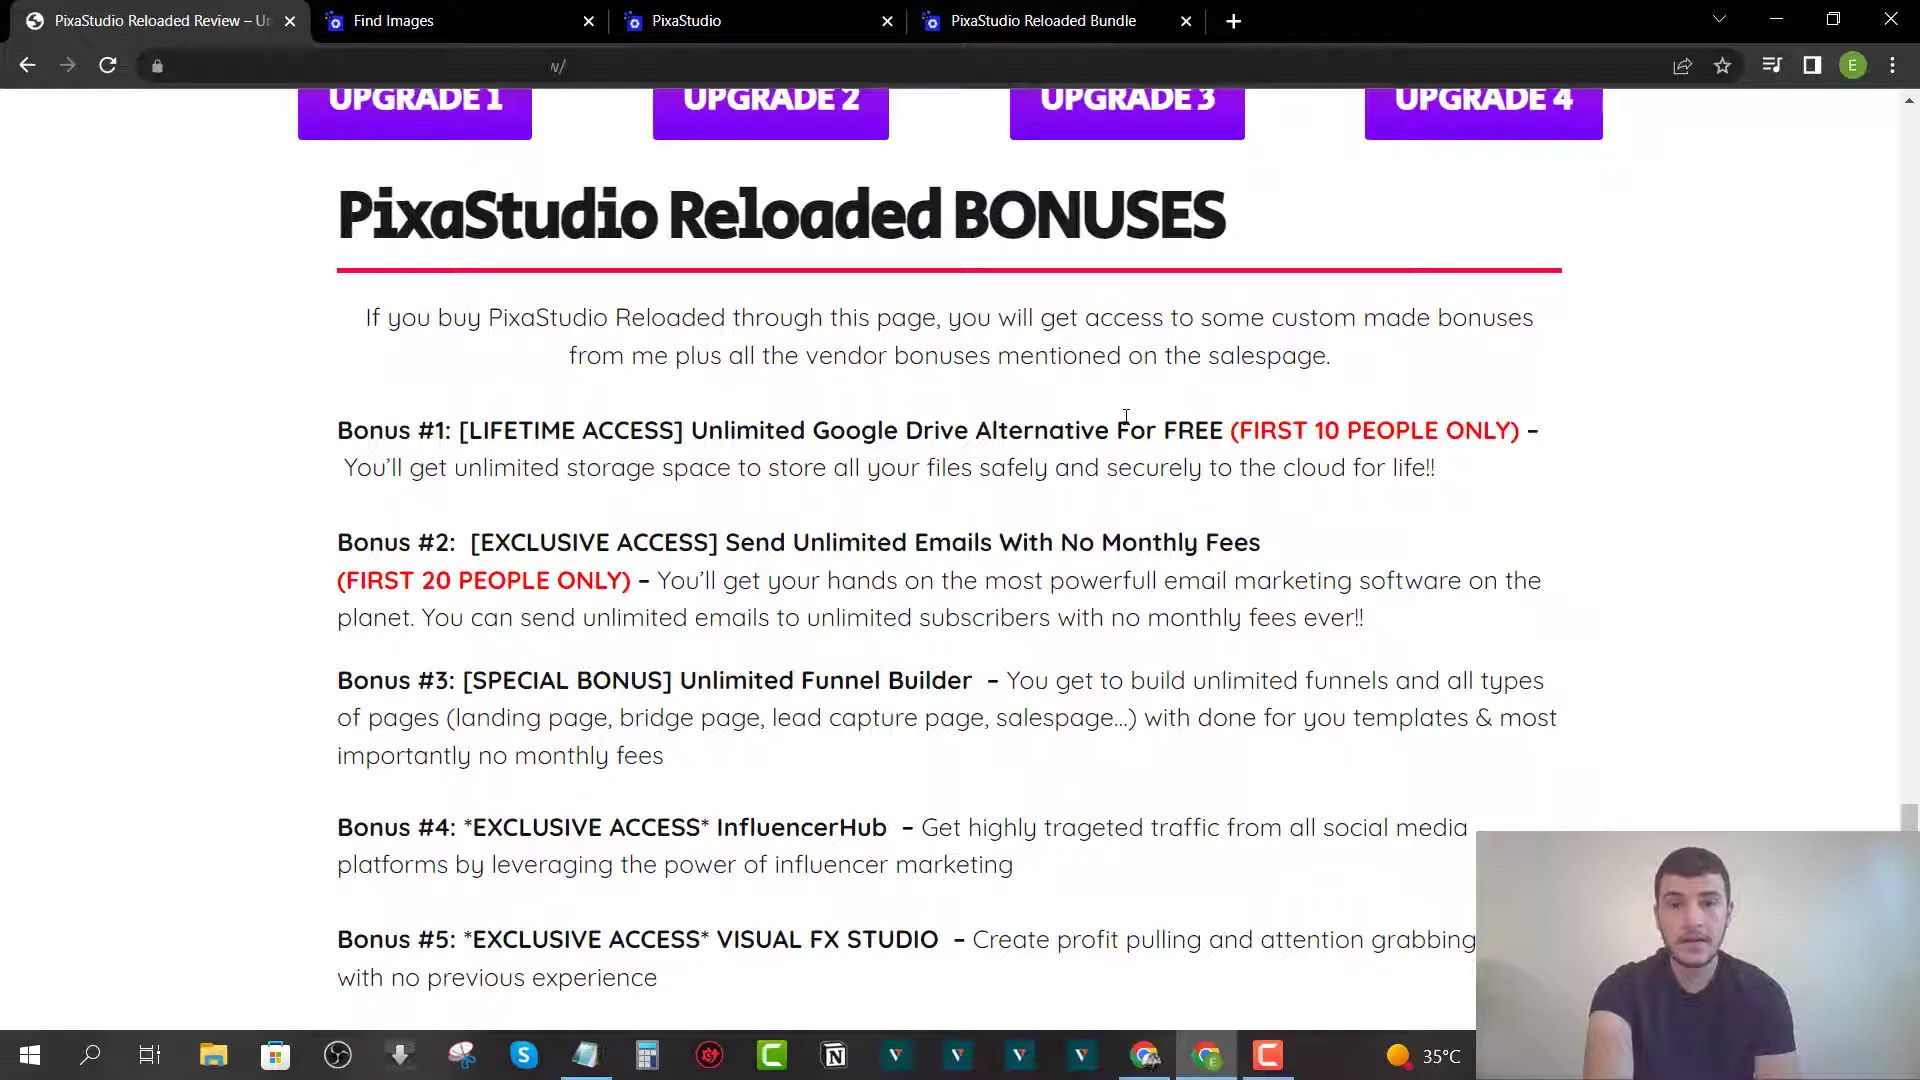 PixaStudio Reloaded Review – Un
Find Images
PixaStudio
PixaStudio Reloaded Bundle
E
UPGRADE 1
UPGRADE 2
UPGRADE 3
UPGRADE 4
PixaStudio Reloaded BONUSES
If you buy PixaStudio Reloaded through this page, you will get access to some custom made bonuses
from me plus all the vendor bonuses mentioned on the salespage.
Bonus #1: [LIFETIME ACCESS] Unlimited Google Drive Alternative For FREE (FIRST 10 PEOPLE ONLY) –
You’ll get unlimited storage space to store all your files safely and securely to the cloud for life!!
Bonus #2: [EXCLUSIVE ACCESS] Send Unlimited Emails With No Monthly Fees
(FIRST 20 PEOPLE ONLY) – You’ll get your hands on the most powerfull email marketing software on the
planet. You can send unlimited emails to unlimited subscribers with no monthly fees ever!!
Bonus #3: [SPECIAL BONUS] Unlimited Funnel Builder – You get to build unlimited funnels and all types
of pages (landing page, bridge page, lead capture page, salespage...) with done for you templates & most
importantly no monthly fees
Bonus #4: *EXCLUSIVE ACCESS* InfluencerHub – Get highly trageted traffic from all social media
platforms by leveraging the power of influencer marketing
Bonus #5: *EXCLUSIVE ACCESS* VISUAL FX STUDIO – Create profit pulling and attention grabbing
with no previous experience
35°C